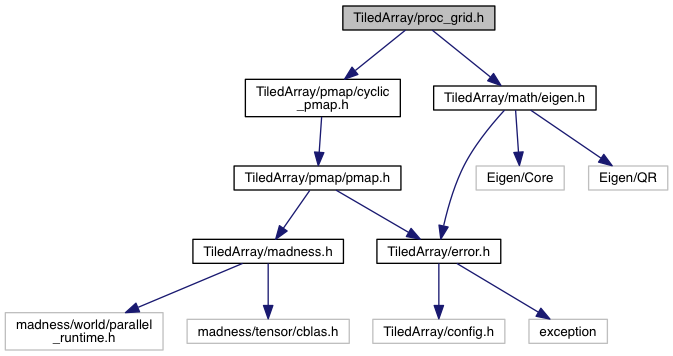 TiledArray/proc_grid.h
TiledArray/pmap/cyclic
_pmap.h
TiledArray/math/eigen.h
TiledArray/pmap/pmap.h
Eigen/Core
Eigen/QR
TiledArray/madness.h
TiledArray/error.h
madness/world/parallel
_runtime.h
madness/tensor/cblas.h
TiledArray/config.h
exception